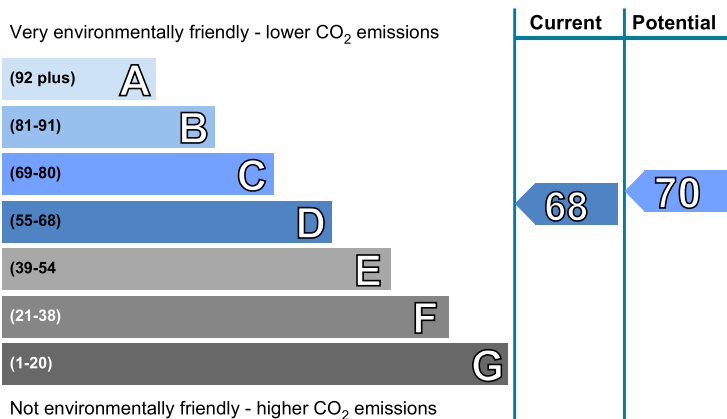 Very environmentally friendly - lower CO2 emissions
Current
Potential
(92 plus) A
(81-91) B
(69-80) C
(55-68) D
(39-54 E
(21-38) F
(1-20) G
68
70
Not environmentally friendly - higher CO2 emissions